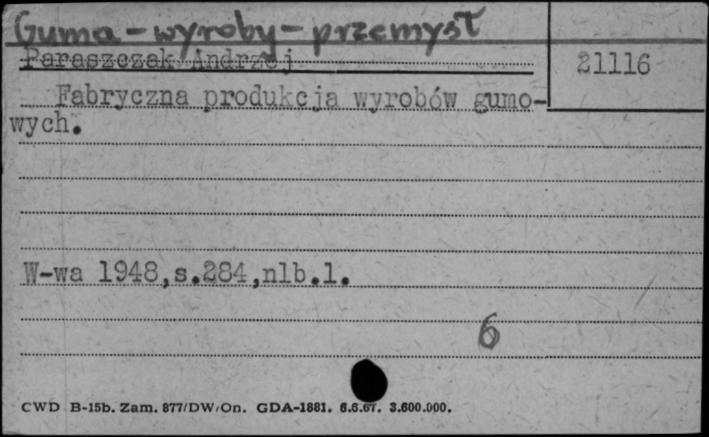 Guma - wyroby - przemysł
Paraszczak Andrzej
21116
Fabryczna produkcja wyrobów gumo-
wych.
W-wa 1948,s.284,nlb.1.
6
CWD B-15b. Zam. 877/DW/On. GDA-1881. 6.6.67. 3.600.000.